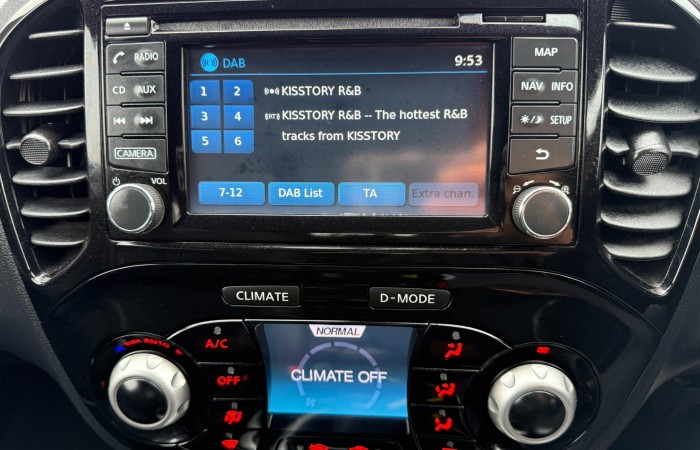 DAB 9:53
RADIO
MAP
1 2
KISSTORY R&B
CD AUX
NAV INFO
3 4
KISSTORY R&B -- The hottest R&B
tracks from KISSTORY
SETUP
5 6
CAMERA
VOL
7-12 DAB List TA Extra chan.
CLIMATE D-MODE
NORMAL
AUTO
A/C
CLIMATE OFF
OFF